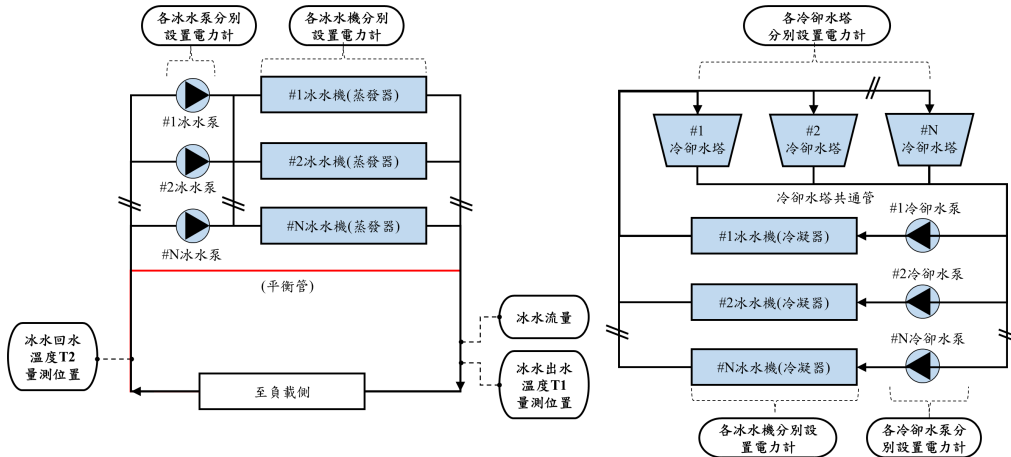 各冰水泵分別
設置電力計
各冰水機分別
設置電力計
#1冰水機(蒸發器)
#1冰水泵
#2冰水機(蒸發器)
#2冰水泵
#N冰水機(蒸發器)
#N冰水泵
(平衡管)
冰水流量
冰水回水
溫度T2
量測位置
冰水出水
溫度T1
量測位置
至負載側
各冷卻水塔
分別設置電力計
#1
冷卻水塔
#2
冷卻水塔
#N
冷卻水塔
冷卻水塔共通管
#1冷卻水泵
#1冰水機(冷凝器)
#2冷卻水泵
#2冰水機(冷凝器)
#N冷卻水泵
#N冰水機(冷凝器)
各冰水機分別設
置電力計
各冷卻水泵分
別設置電力計